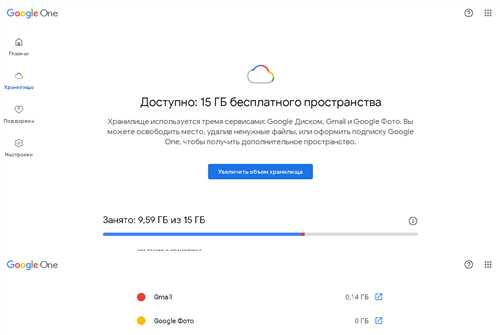 Google One
Главная
Хранилище
Поддержка
Настройки
Доступно: 15 ГБ бесплатного пространства
Хранилище используется тремя сервисами: Google Диском, Gmail и Google Фото. Вы
можете освободить место, удалив ненужные файлы, или оформить подписку Google
One, чтобы получить дополнительное пространство.
Увеличить объем хранилища
Занято: 9,59 ГБ из 15 ГБ
Google One
Gmail 0,14 ГБ
Google Фото 0 ГБ